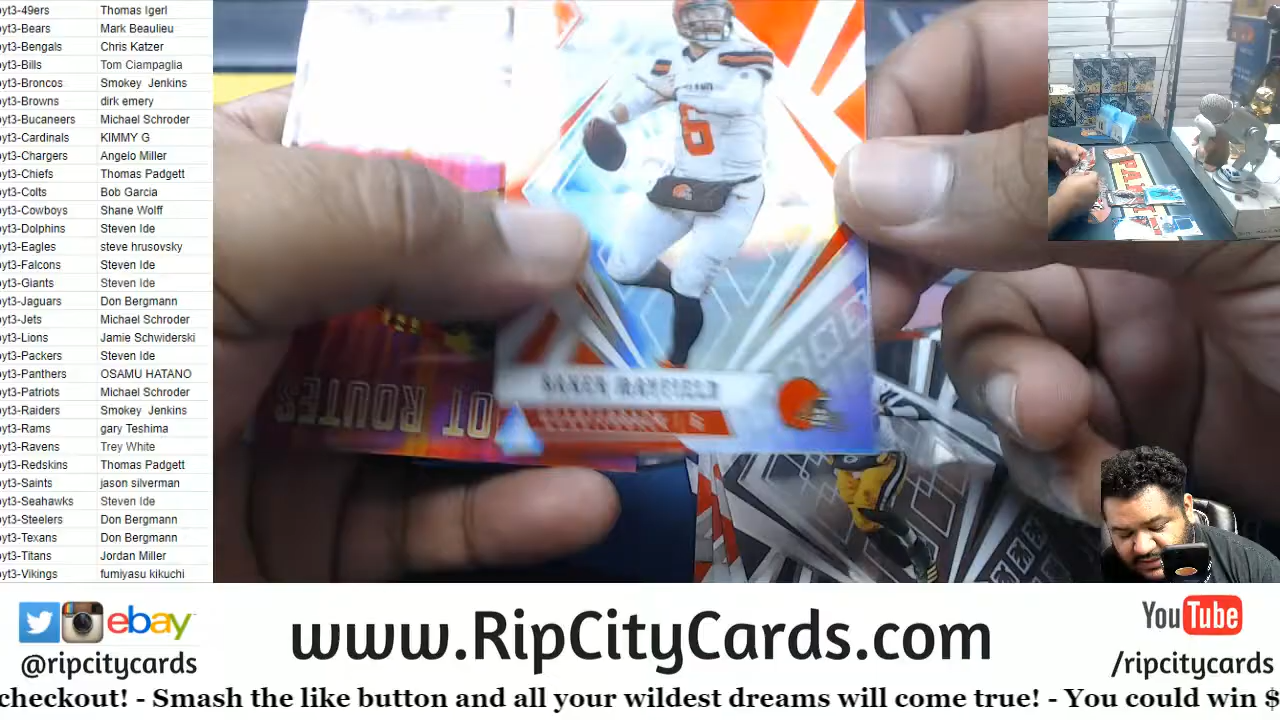 yt3-49ers Thomas Igerl
yt3-Bears Mark Beaulieu
yt3-Bengals Chris Katzer
yt3-Bills Tom Ciampaglia
yt3-Broncos Smokey Jenkins
yt3-Browns dirk emery
yt3-Bucaneers Michael Schroder
yt3-Cardinals KIMMY G
yt3-Chargers Angelo Miller
yt3-Chiefs Thomas Padgett
yt3-Colts Bob Garcia
yt3-Cowboys Shane Wolff
yt3-Dolphins Steven Ide
yt3-Eagles steve hrusovsky
yt3-Falcons Steven Ide
yt3-Giants Steven Ide
yt3-Jaguars Don Bergmann
yt3-Jets Michael Schroder
yt3-Lions Jamie Schwiderski
yt3-Packers Steven Ide
yt3-Panthers OSAMU HATANO
yt3-Patriots Michael Schroder
yt3-Raiders Smokey Jenkins
yt3-Rams gary Teshima
yt3-Ravens Trey White
yt3-Redskins Thomas Padgett
yt3-Saints jason silverman
yt3-Seahawks Steven Ide
yt3-Steelers Don Bergmann
yt3-Texans Don Bergmann
yt3-Titans Jordan Miller
yt3-Vikings fumiyasu kikuchi
6
BAKER MAYFIELD
OT ROUTES
ebay
@ripcitycards
www.RipCityCards.com
YouTube
/ripcitycards
checkout! - Smash the like button and all your wildest dreams will come true! - You could win $